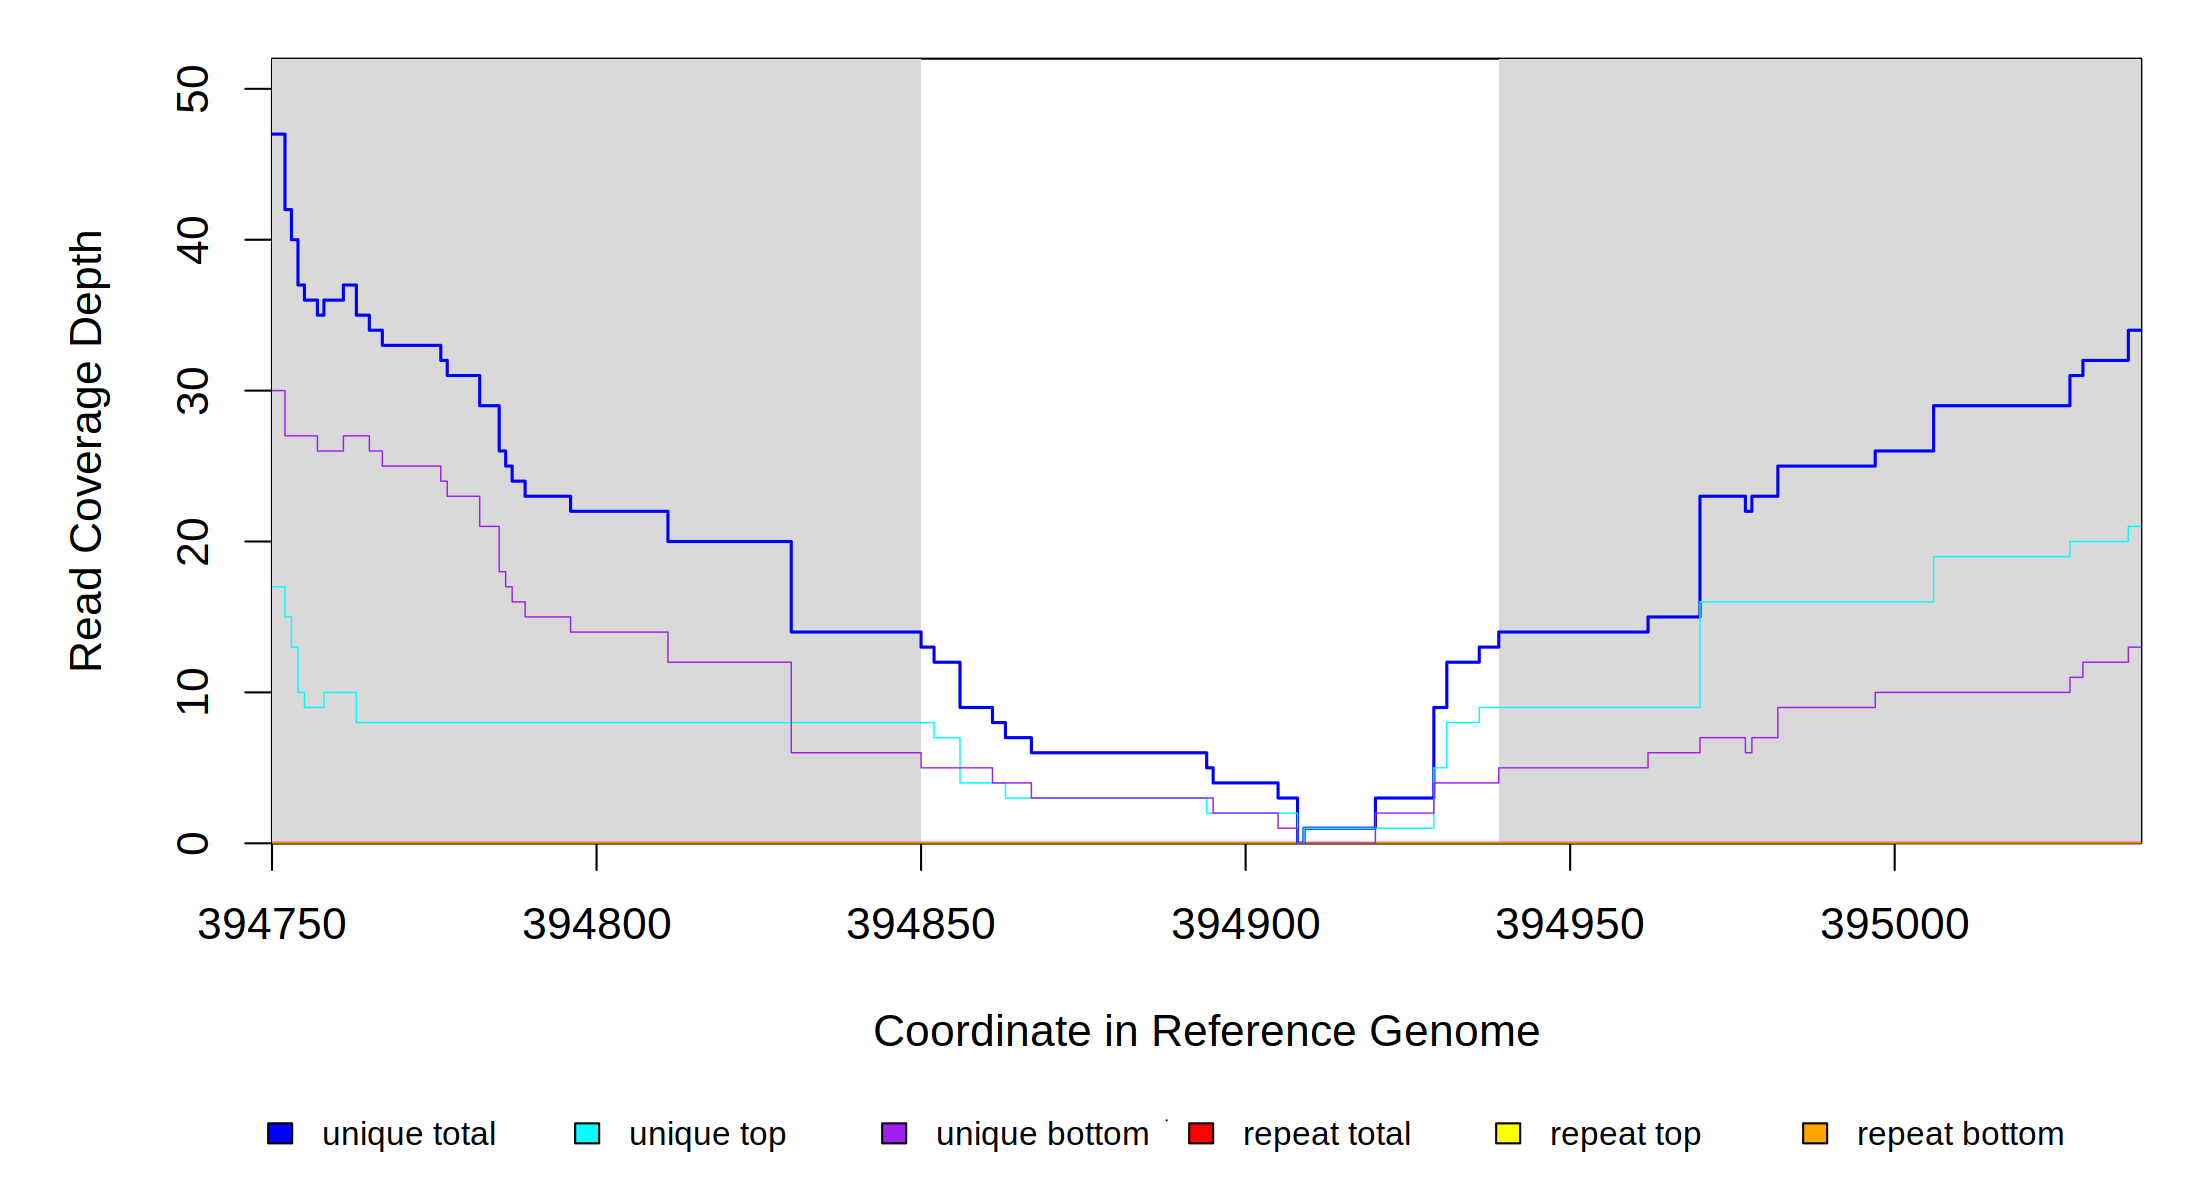 Read Coverage Depth
50
40
30
20
10
0
394750 394800 394850 394900 394950 395000
Coordinate in Reference Genome
unique total unique top unique bottom repeat total repeat top repeat bottom